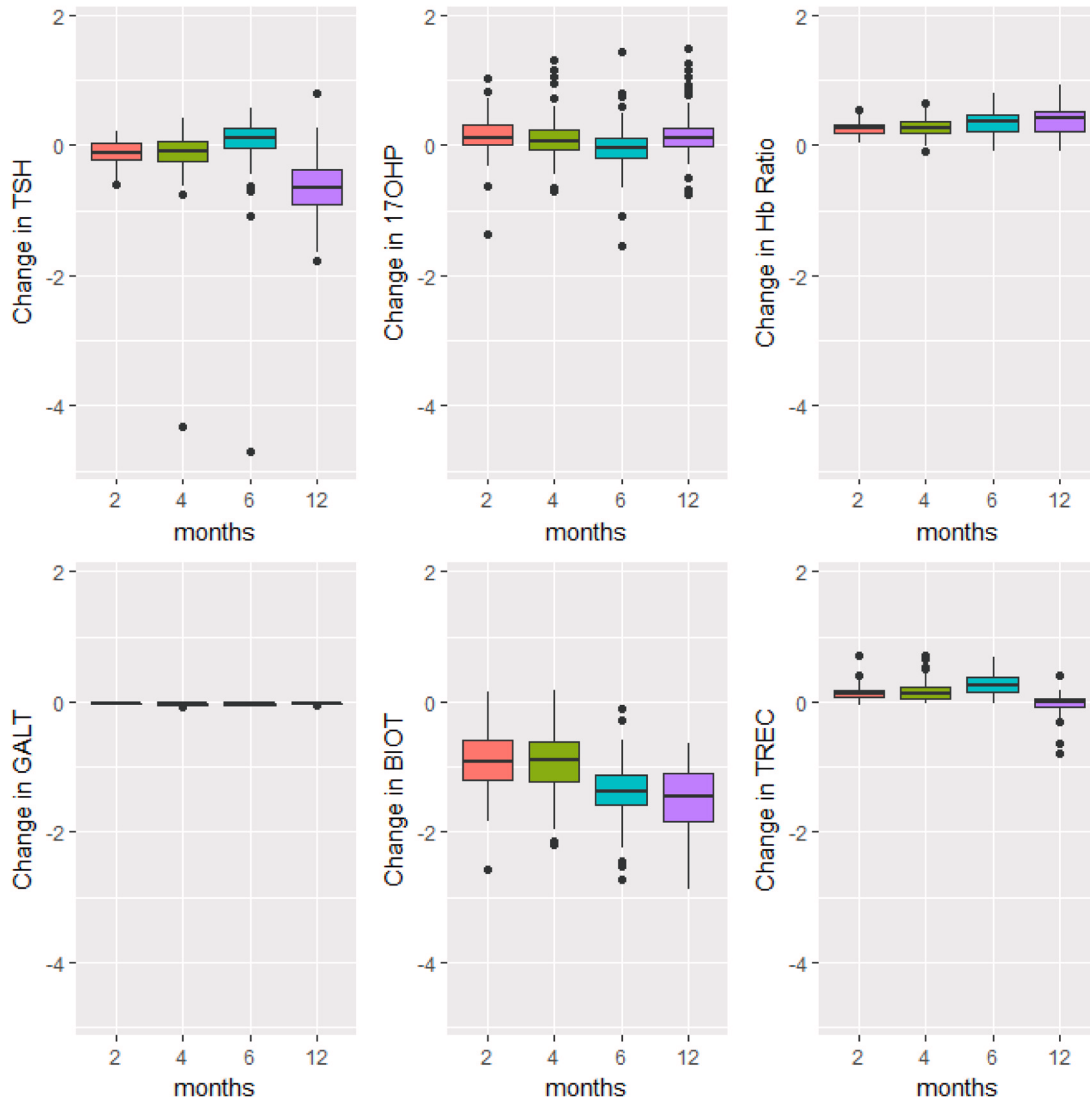 Change in TSH
2
0
-2
-4
2 4 6 12
months
Change in 17OHP
2
0
-2
-4
2 4 6 12
months
Change in Hb Ratio
2
0
-2
-4
2 4 6 12
months
Change in GALT
2
0
-2
-4
2 4 6 12
months
Change in BIOT
2
0
-2
-4
2 4 6 12
months
Change in TREC
2
0
-2
-4
2 4 6 12
months